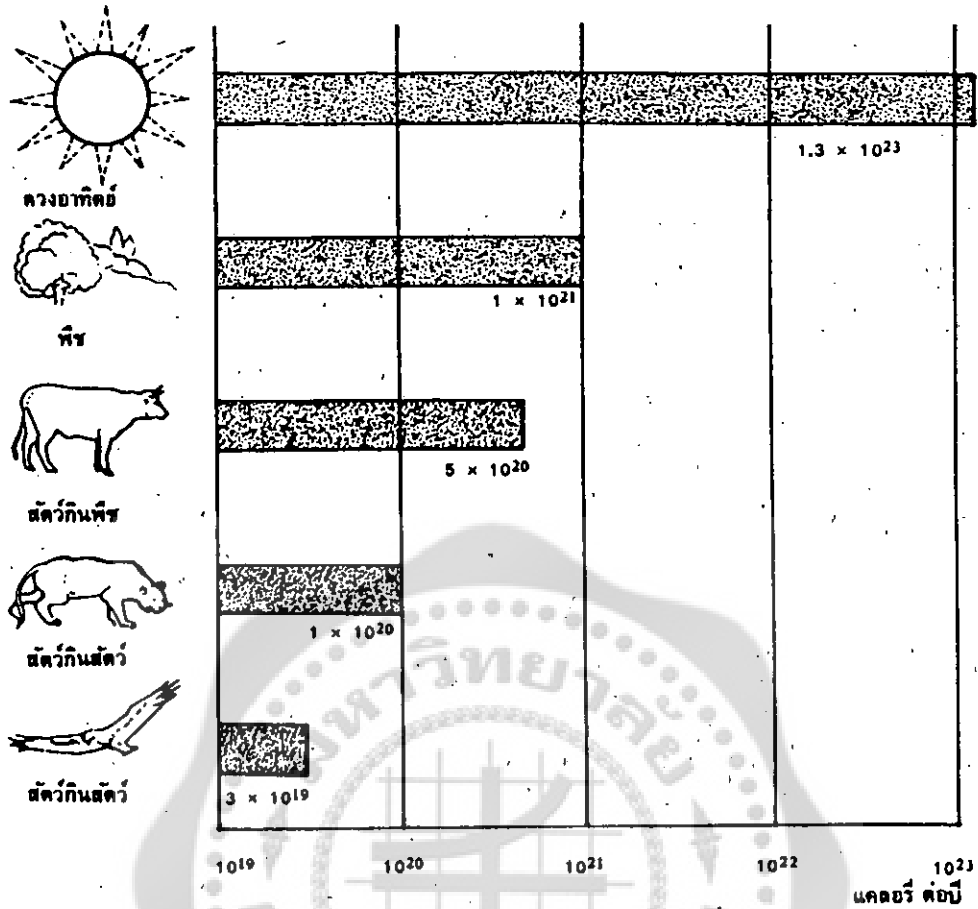 ดวงอาทิตย์
1.3 × 10²³
พืช
1 × 10²¹
สัตว์กินพืช
5 × 10²⁰
สัตว์กินสัตว์
1 × 10²⁰
สัตว์กินสัตว์
3 × 10¹⁹
10¹⁹ 10²⁰ 10²¹ 10²² 10²³
แคลอรี่ ต่อปี